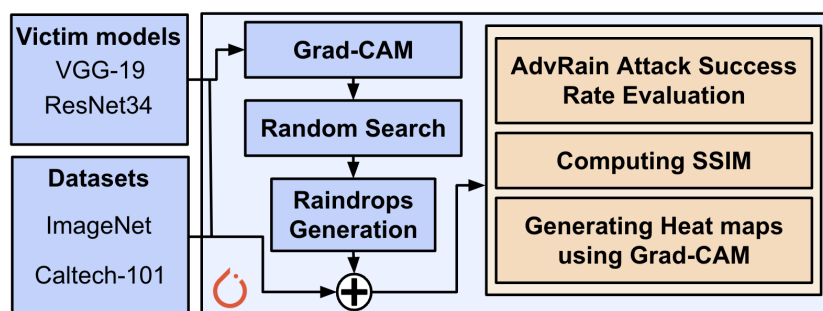 Victim models
VGG-19
ResNet34
Datasets
ImageNet
Caltech-101
Grad-CAM
Random Search
Raindrops
Generation
AdvRain Attack Success
Rate Evaluation
Computing SSIM
Generating Heat maps
using Grad-CAM